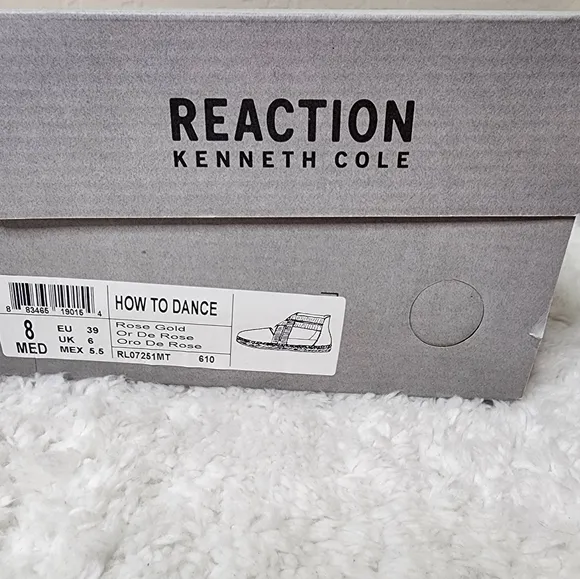 REACTION
KENNETH COLE
8 83465 19015 4
HOW TO DANCE
8 EU 39
MED UK 6
MEX 5.5
Rose Gold
Or De Rose
Oro De Rose
RL07251MT 610